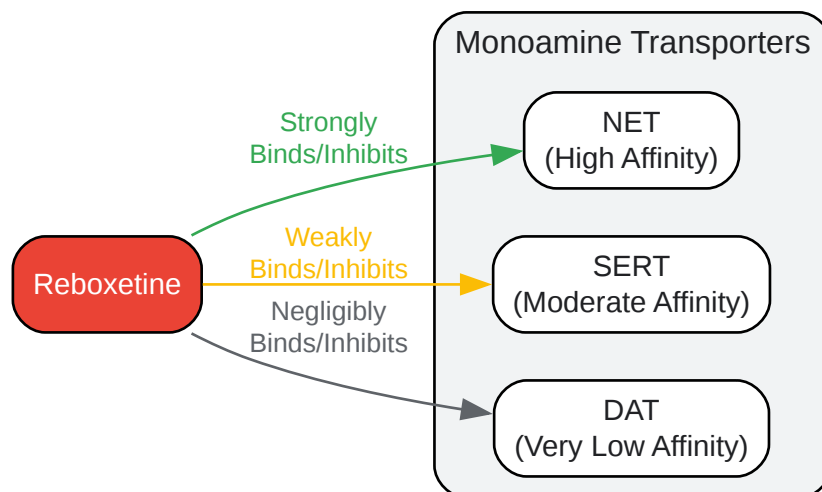 Monoamine Transporters
Strongly
Binds/Inhibits
NET
(High Affinity)
Reboxetine
Weakly
Binds/Inhibits
SERT
(Moderate Affinity)
Negligibly
Binds/Inhibits
DAT
(Very Low Affinity)